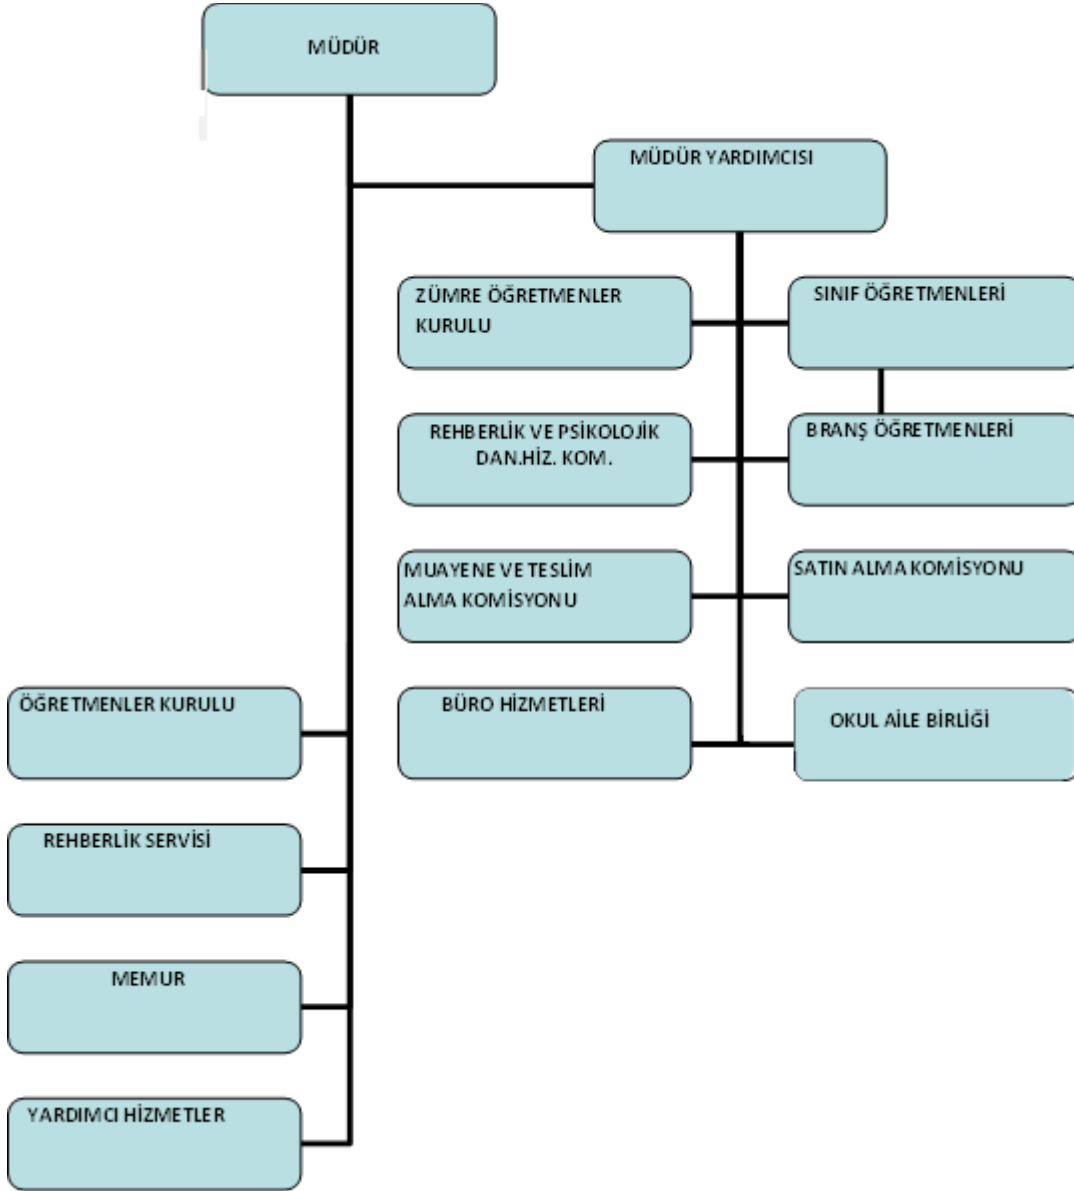 MÜDÜR
MÜDÜR YARDIMCISI
ZÜMRE ÖĞRETMENLER
KURULU
SINIF ÖĞRETMENLERİ
REHBERLİK VE PSİKOLOJİK
DAN.HİZ. KOM.
BRANŞ ÖĞRETMENLERİ
MUAYENE VE TESLİM
ALMA KOMİSYONU
SATIN ALMA KOMİSYONU
BÜRO HİZMETLERİ
OKUL AİLE BİRLİĞİ
ÖĞRETMENLER KURULU
REHBERLİK SERVİSİ
MEMUR
YARDIMCI HİZMETLER